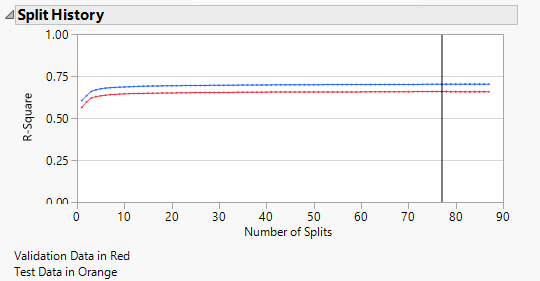 Split History
1.00
0.75
0.50
0.25
0.00
R-Square
0 10 20 30 40 50 60 70 80 90
Number of Splits
Validation Data in Red
Test Data in Orange